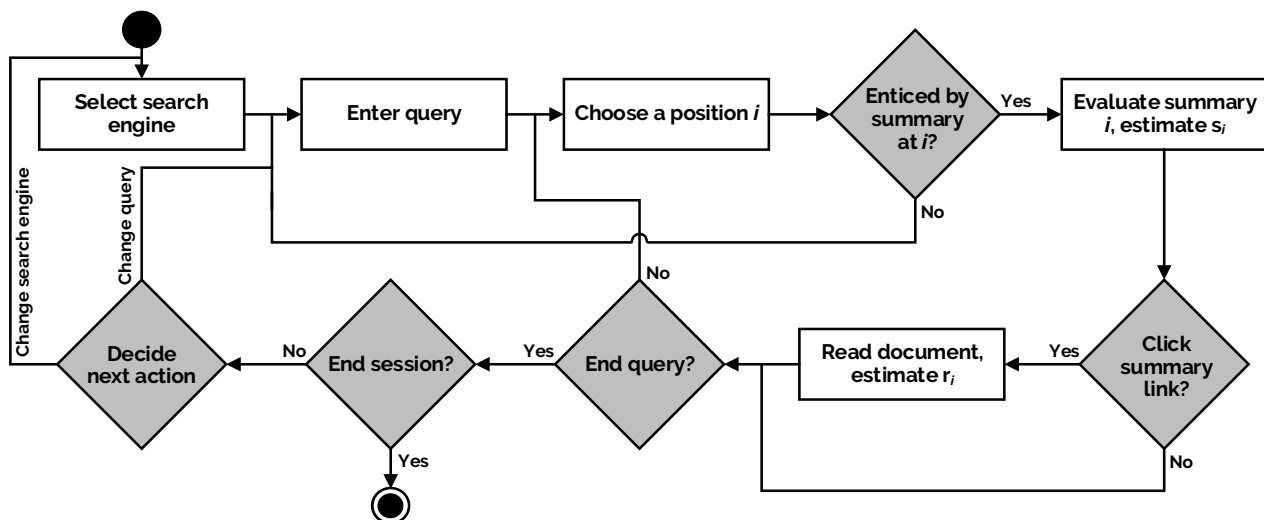 Select search
engine
Enter query
Choose a position i
Enticed by
summary
at i?
Yes
Evaluate summary
i, estimate si
No
Change search engine
Change query
Decide
next action
No
End session?
Yes
Yes
End query?
No
Read document,
estimate ri
Yes
Click
summary
link?
No